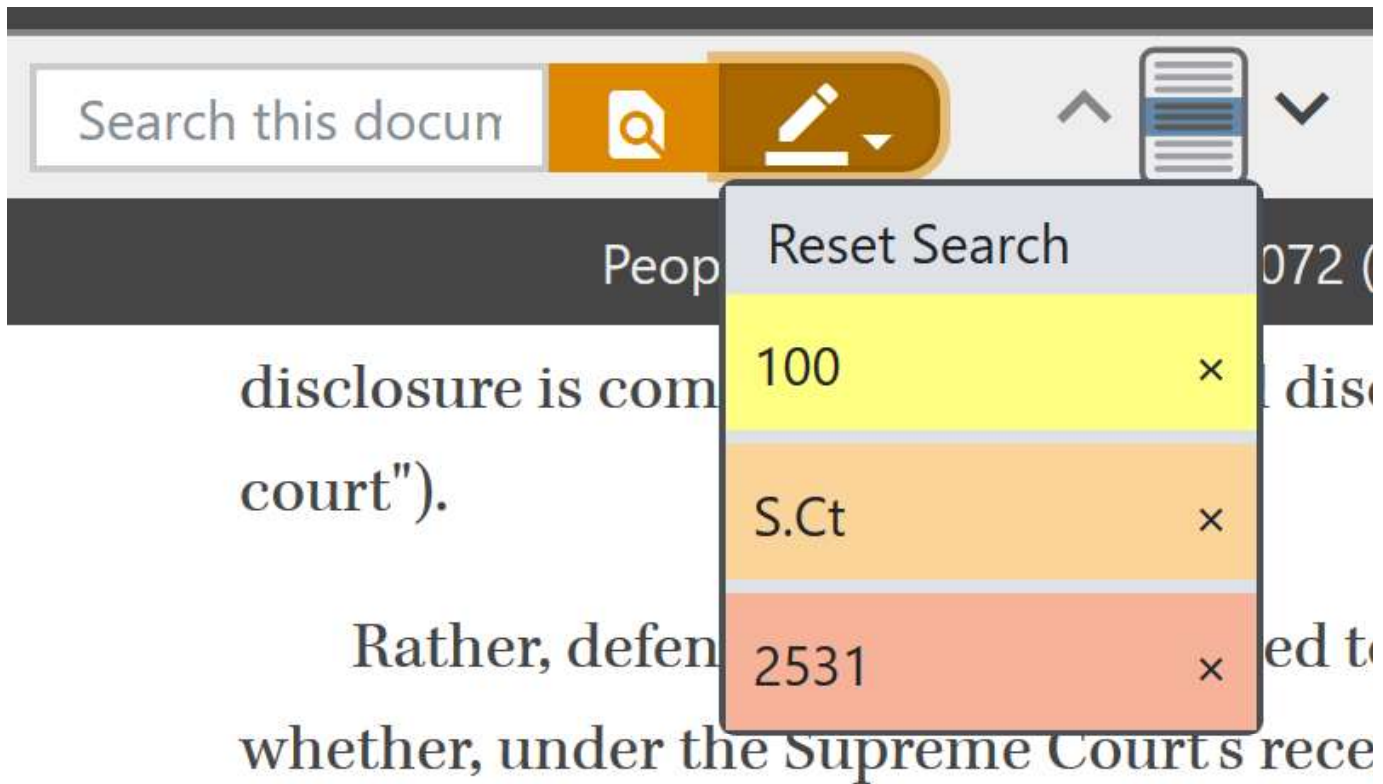 Search this docum
Reset Search
Peop 072 (
100 ×
disclosure is com l disc
S.Ct ×
court").
2531 ×
Rather, defen ed to
whether, under the Supreme Court's rece